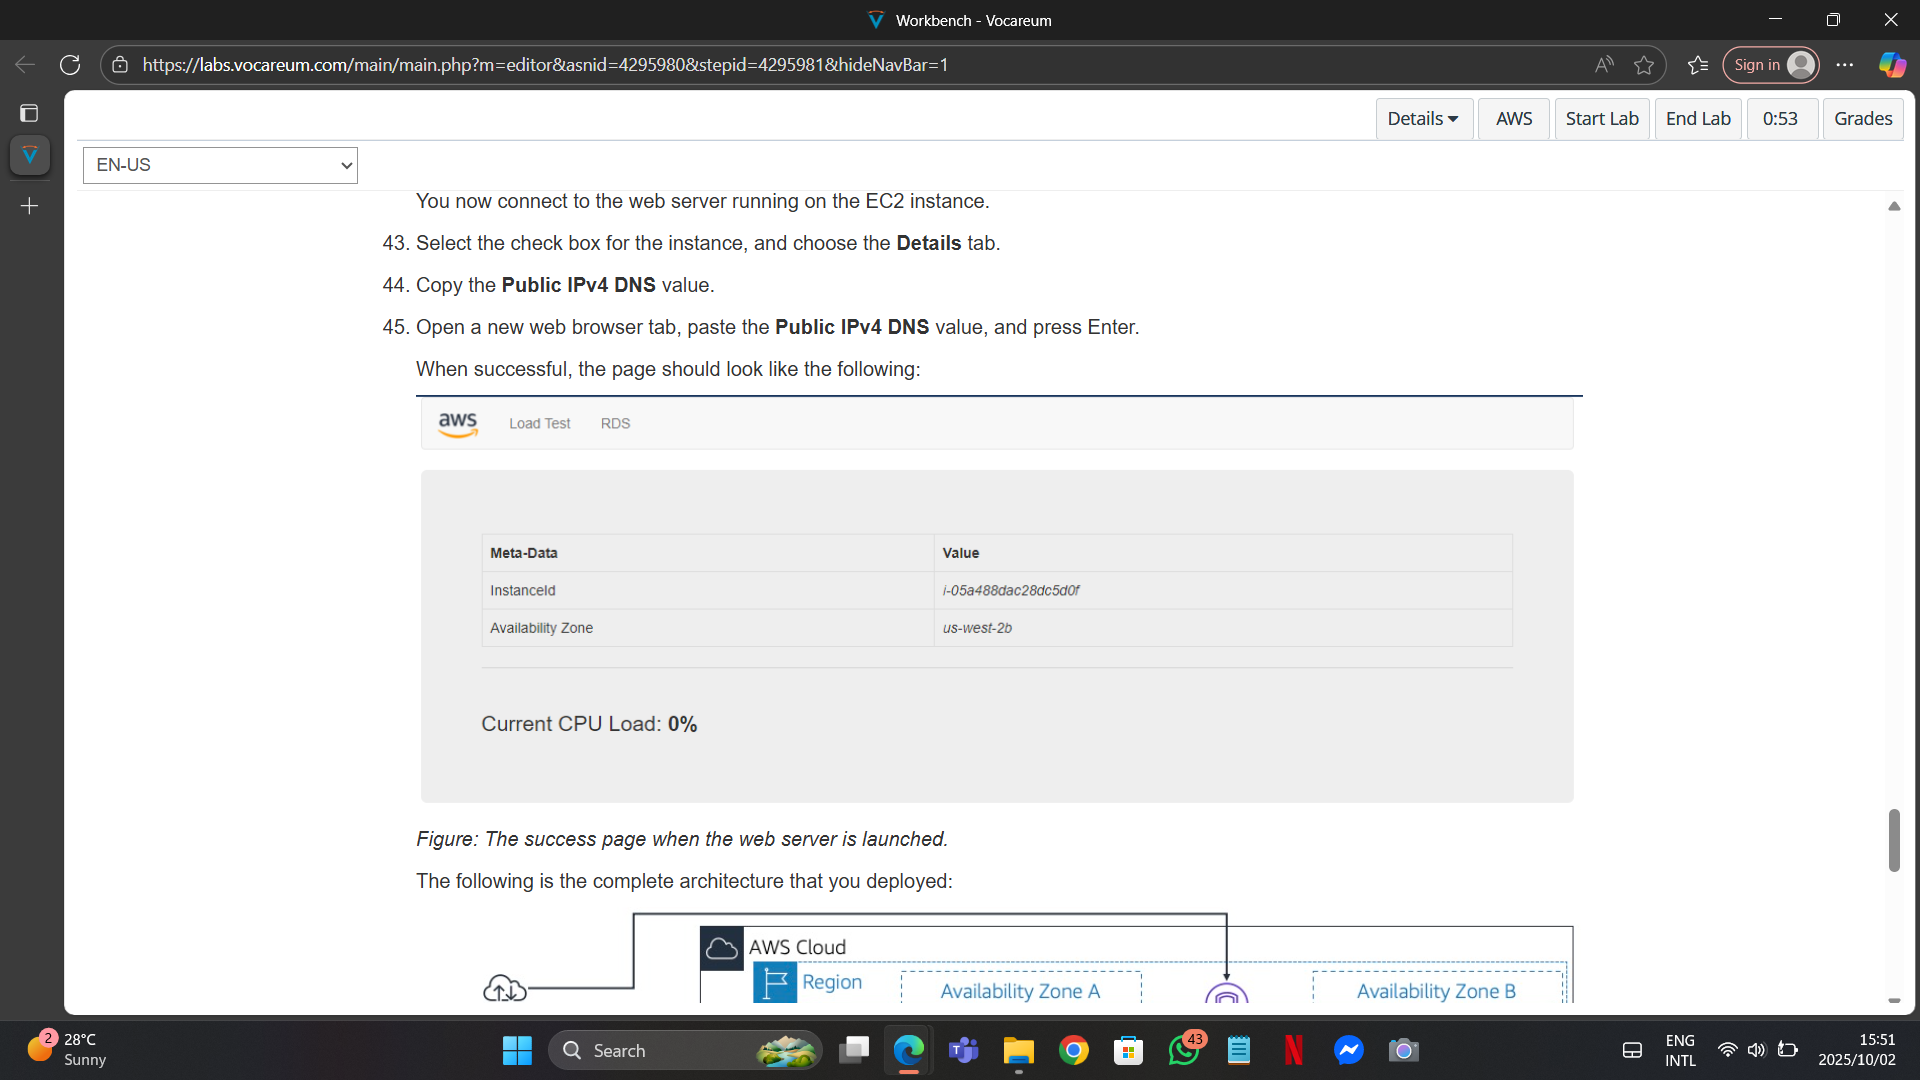 Workbench - Vocareum
https://labs.vocareum.com/main/main.php?m=editor&asnid=4295980&stepid=4295981&hideNavBar=1
Sign in
Details
AWS
Start Lab
End Lab
0:53
Grades
EN-US
You now connect to the web server running on the EC2 instance.
43. Select the check box for the instance, and choose the Details tab.
44. Copy the Public IPv4 DNS value.
45. Open a new web browser tab, paste the Public IPv4 DNS value, and press Enter.
When successful, the page should look like the following:
aws Load Test RDS
Meta-Data Value
InstanceId i-05a488dac28dc5d0f
Availability Zone us-west-2b
Current CPU Load: 0%
Figure: The success page when the web server is launched.
The following is the complete architecture that you deployed:
AWS Cloud
Region
Availability Zone A
Availability Zone B
2
28°C
Sunny
Search
43
ENG
INTL
15:51
2025/10/02